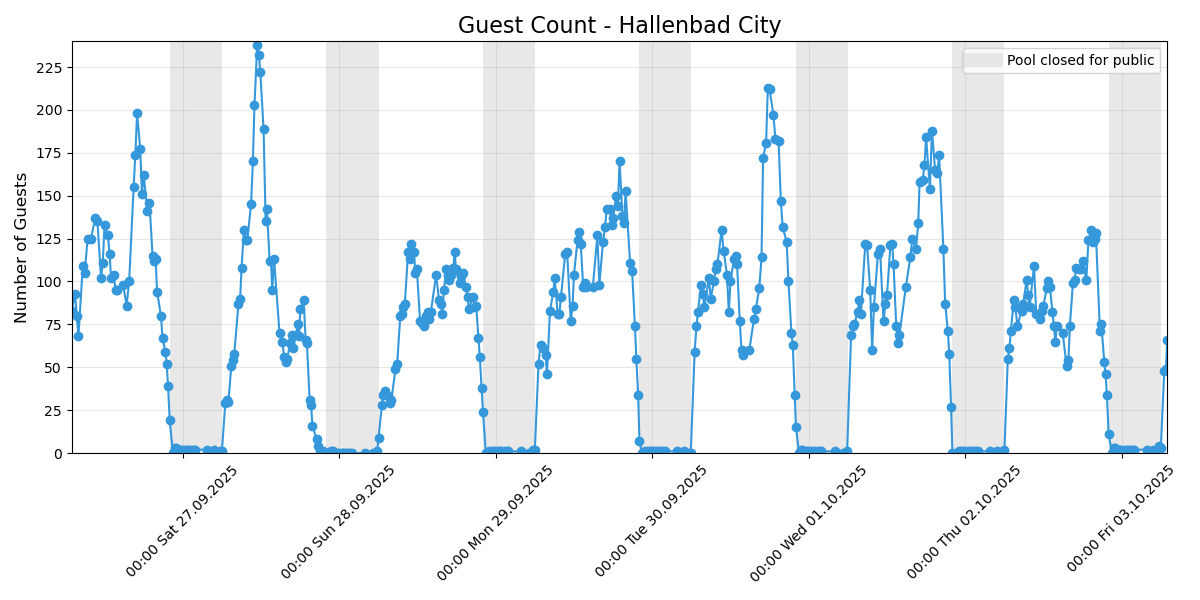 Guest Count - Hallenbad City
Pool closed for public
Number of Guests
225
200
175
150
125
100
75
50
25
0
00:00 Sat 27.09.2025
00:00 Sun 28.09.2025
00:00 Mon 29.09.2025
00:00 Tue 30.09.2025
00:00 Wed 01.10.2025
00:00 Thu 02.10.2025
00:00 Fri 03.10.2025